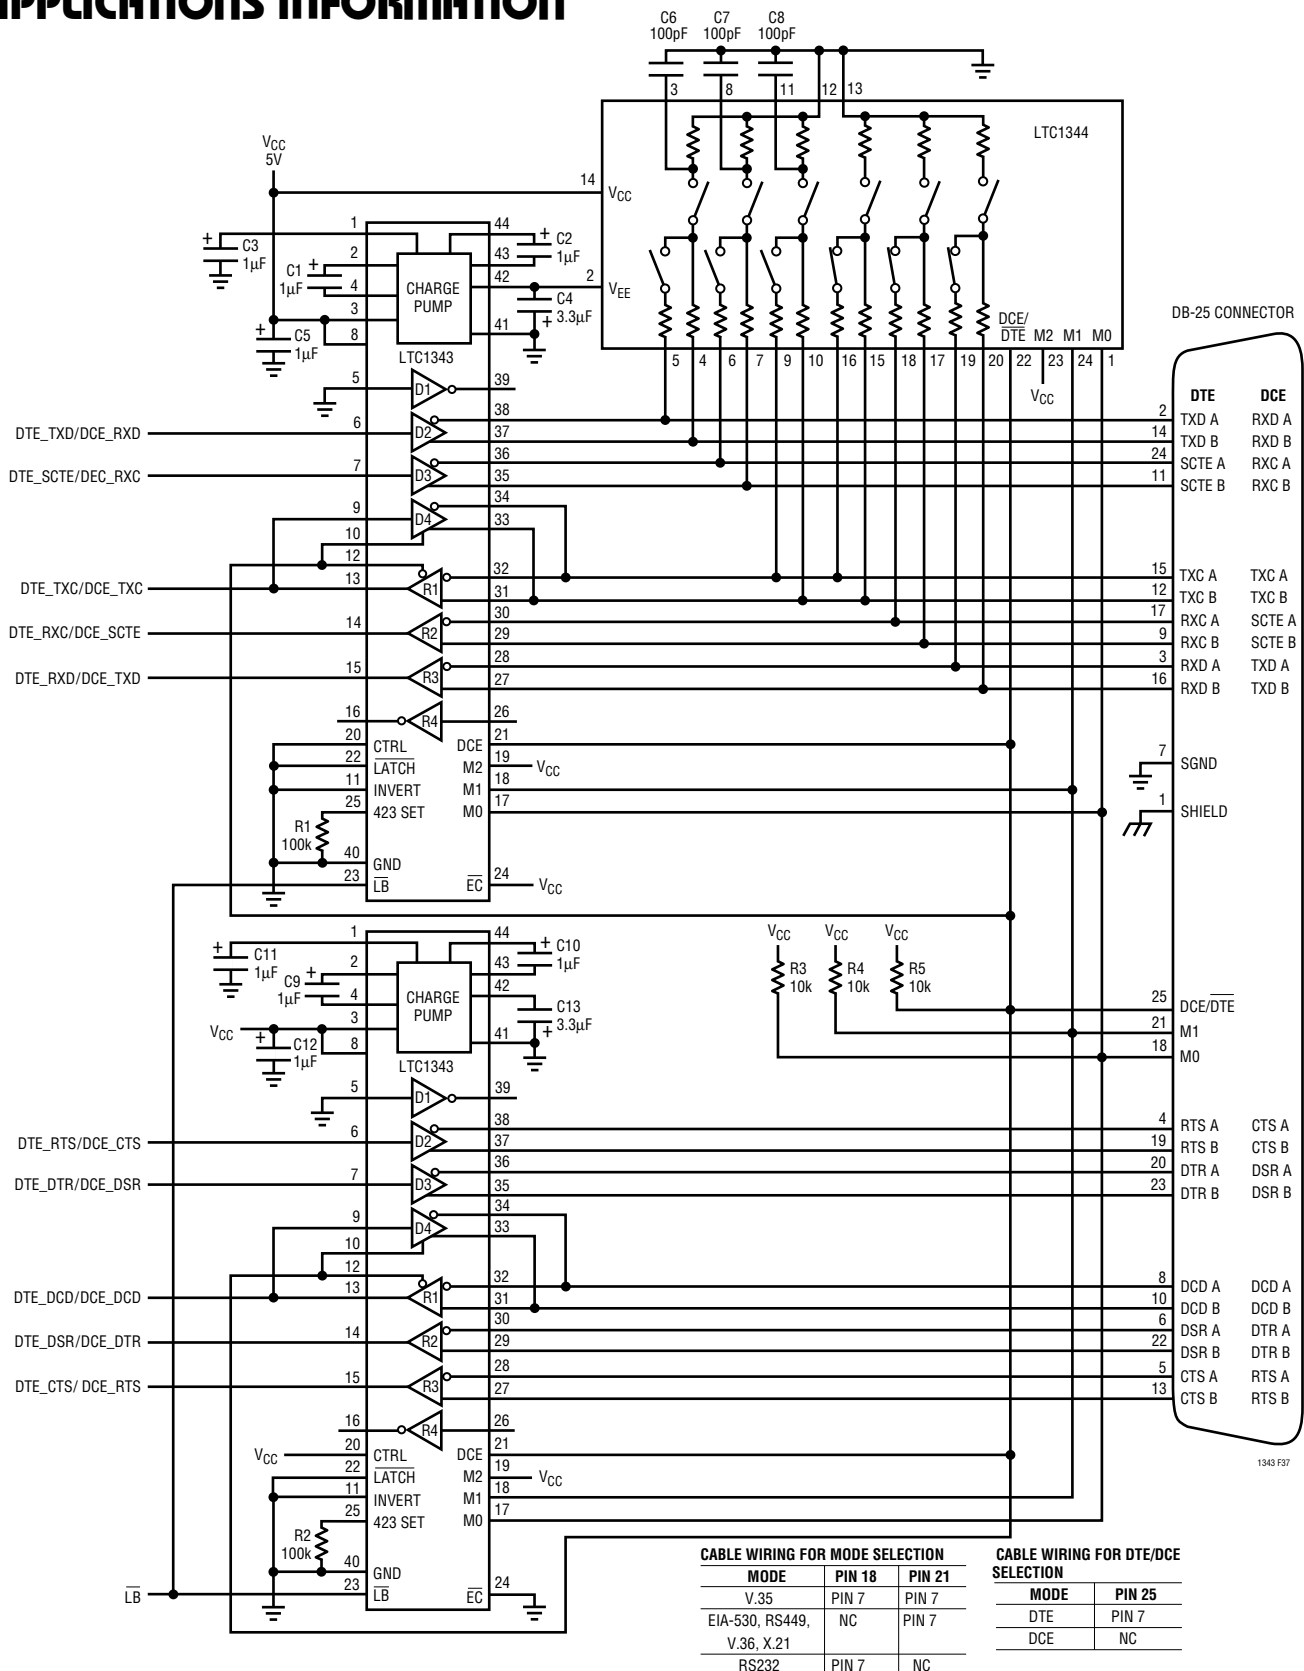 APPLICATIONS INFORMATION
C6
100pF
C7
100pF
C8
100pF
3
8
11
12
13
LTC1344
VCC
5V
14
VCC
2
VEE
DCE/
DTE
M2
M1
M0
5
4
6
7
9
10
16
15
18
17
19
20
22
23
24
1
VCC
1
44
+
C3
1µF
2
43
+
C2
1µF
C1
1µF
+
4
42
CHARGE
PUMP
C4
3.3µF
+
3
41
8
+
C5
1µF
LTC1343
5
D1
39
DTE_TXD/DCE_RXD
6
D2
38
37
DTE_SCTE/DEC_RXC
7
D3
36
35
9
D4
34
33
10
12
DTE_TXC/DCE_TXC
13
R1
32
31
DTE_RXC/DCE_SCTE
14
R2
30
29
DTE_RXD/DCE_TXD
15
R3
28
27
16
R4
26
20
CTRL
DCE
21
22
LATCH
M2
19
VCC
11
INVERT
M1
18
25
423 SET
M0
17
R1
100k
40
GND
23
LB
EC
24
VCC
DB-25 CONNECTOR
DTE
DCE
2
TXD A
RXD A
14
TXD B
RXD B
24
SCTE A
RXC A
11
SCTE B
RXC B
15
TXC A
TXC A
12
TXC B
TXC B
17
RXC A
SCTE A
9
RXC B
SCTE B
3
RXD A
TXD A
16
RXD B
TXD B
7
SGND
1
SHIELD
VCC
R3
10k
VCC
R4
10k
VCC
R5
10k
25
DCE/DTE
21
M1
18
M0
1
44
+
C11
1µF
2
43
+
C10
1µF
C9
1µF
+
4
42
CHARGE
PUMP
C13
3.3µF
+
VCC
3
41
8
+
C12
1µF
LTC1343
5
D1
39
DTE_RTS/DCE_CTS
6
D2
38
37
4
RTS A
CTS A
19
RTS B
CTS B
DTE_DTR/DCE_DSR
7
D3
36
35
20
DTR A
DSR A
23
DTR B
DSR B
9
D4
34
33
10
12
DTE_DCD/DCE_DCD
13
R1
32
31
8
DCD A
DCD A
10
DCD B
DCD B
DTE_DSR/DCE_DTR
14
R2
30
29
6
DSR A
DTR A
22
DSR B
DTR B
DTE_CTS/ DCE_RTS
15
R3
28
27
5
CTS A
RTS A
13
CTS B
RTS B
16
R4
26
VCC
20
CTRL
DCE
21
22
LATCH
M2
19
VCC
11
INVERT
M1
18
25
423 SET
M0
17
R2
100k
40
GND
LB
23
LB
EC
24
1343 F37
CABLE WIRING FOR MODE SELECTION
MODE PIN 18 PIN 21
V.35 PIN 7 PIN 7
EIA-530, RS449, NC PIN 7
V.36, X.21
RS232 PIN 7 NC
CABLE WIRING FOR DTE/DCE
SELECTION
MODE PIN 25
DTE PIN 7
DCE NC